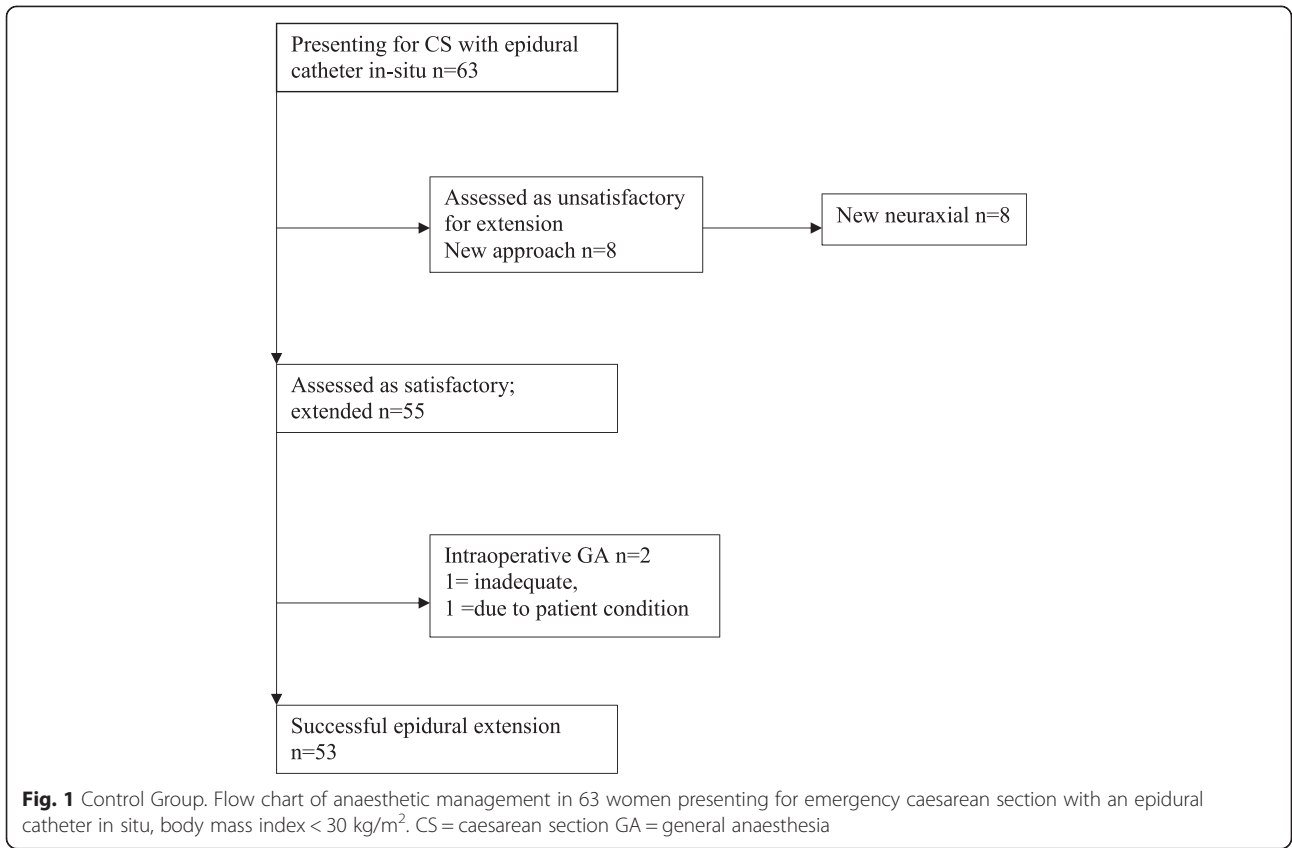 Presenting for CS with epidural
catheter in-situ n=63
Assessed as unsatisfactory
for extension
New approach n=8
New neuraxial n=8
Assessed as satisfactory;
extended n=55
Intraoperative GA n=2
1= inadequate,
1 =due to patient condition
Successful epidural extension
n=53
Fig. 1 Control Group. Flow chart of anaesthetic management in 63 women presenting for emergency caesarean section with an epidural
catheter in situ, body mass index < 30 kg/m². CS = caesarean section GA = general anaesthesia